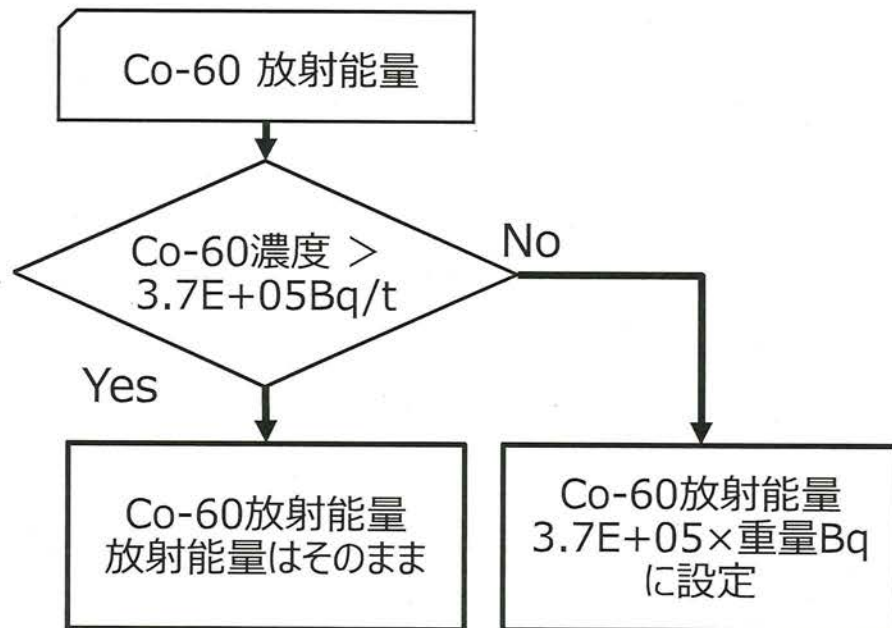 Co-60 放射能量
Co-60濃度 ＞
3.7E+05Bq/t
No
Yes
Co-60放射能量
放射能量はそのまま
Co-60放射能量
3.7E+05×重量Bq
に設定